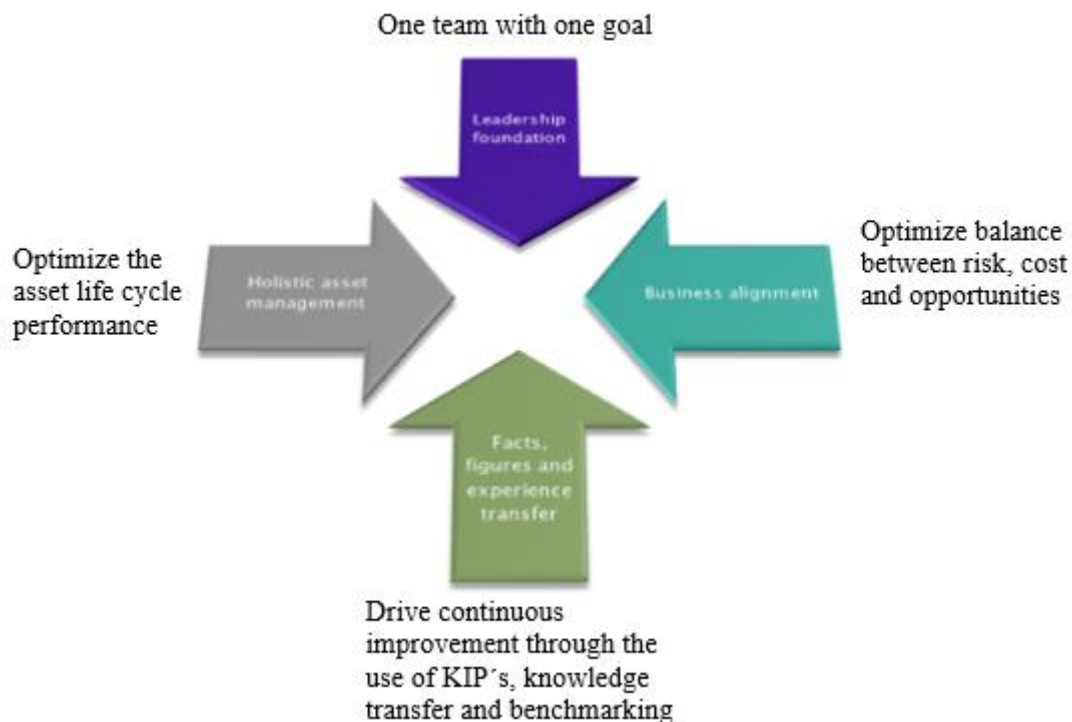 One team with one goal
Leadership
foundation
Optimize the
asset life cycle
performance
Holistic asset
management
Business alignment
Optimize balance
between risk, cost
and opportunities
Facts,
figures and
experience
transfer
Drive continuous
improvement through the
use of KIP´s, knowledge
transfer and benchmarking